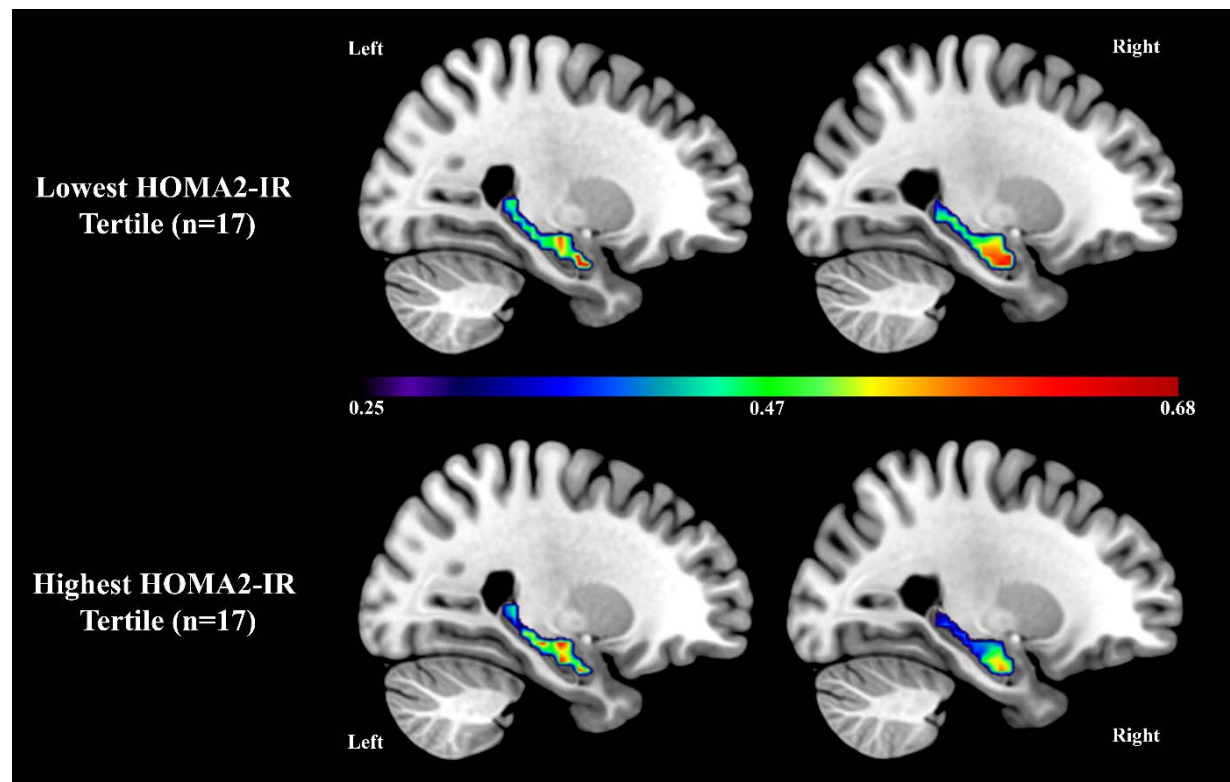 Left
Right
Lowest HOMA2-IR
Tertile (n=17)
0.25
0.47
0.68
Highest HOMA2-IR
Tertile (n=17)
Left
Right